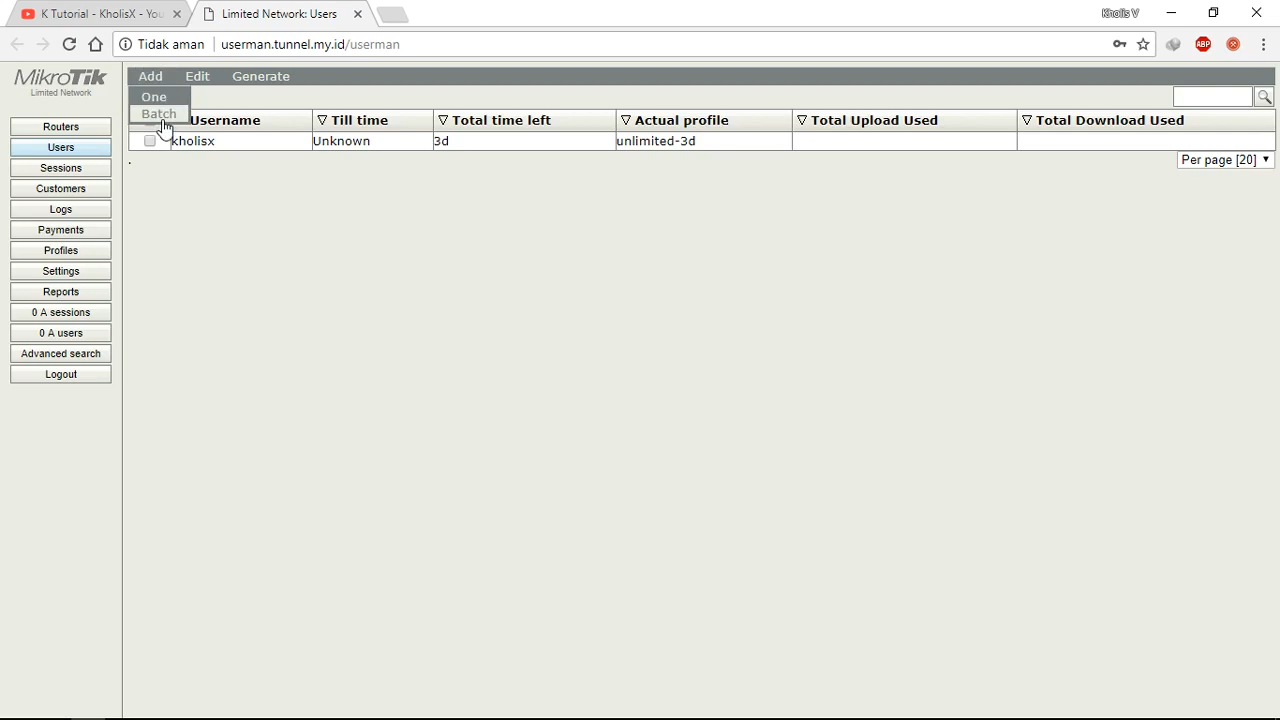 K Tutorial - KholisX - You
Limited Network: Users
Kholis V
Tidak aman
userman.tunnel.my.id/userman
ABP
MikroTik
Limited Network
Add Edit Generate
One
Batch
Username Till time Total time left Actual profile Total Upload Used Total Download Used
kholisx Unknown 3d unlimited-3d
Per page [20]
Routers
Users
Sessions
Customers
Logs
Payments
Profiles
Settings
Reports
0 A sessions
0 A users
Advanced search
Logout